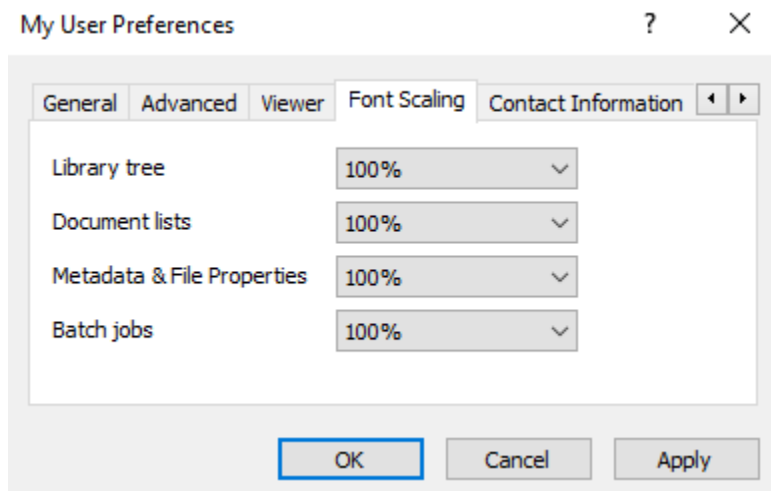 My User Preferences ?
General Advanced Viewer Font Scaling Contact Information
Library tree 100%
Document lists 100%
Metadata & File Properties 100%
Batch jobs 100%
OK Cancel Apply